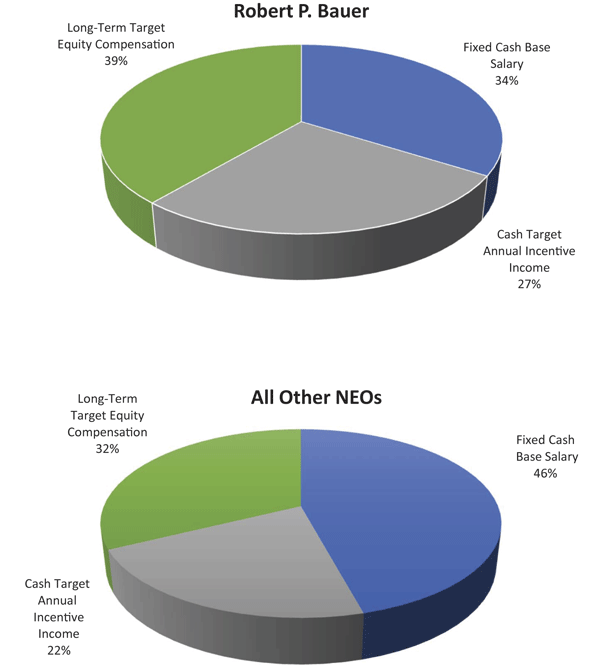 Robert P. Bauer
Long-Term Target
Equity Compensation
39%
Fixed Cash Base
Salary
34%
Cash Target
Annual Incentive
Income
27%
All Other NEOs
Long-Term
Target Equity
Compensation
32%
Fixed Cash
Base Salary
46%
Cash Target
Annual
Incentive
Income
22%